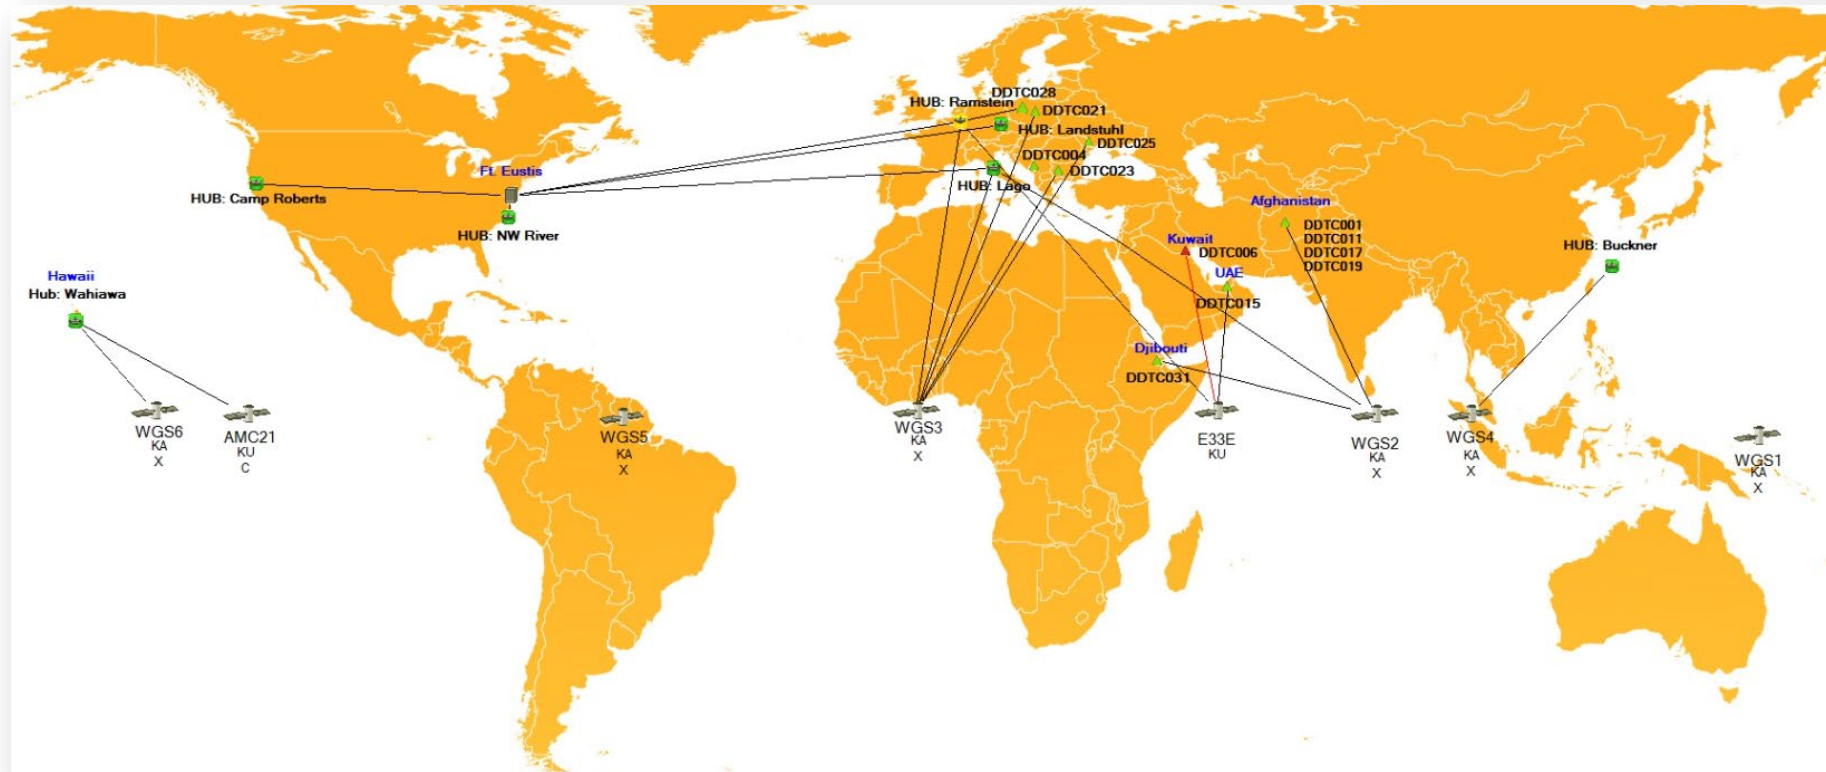 DDTC028
HUB: Ramstein
DDTC021
HUB: Landstuhl
DDTC025
DDTC004
DDTC023
HUB: Lago
Ft. Eustis
HUB: Camp Roberts
HUB: NW River
Afghanistan
DDTC001
DDTC011
DDTC017
DDTC019
Kuwait
DDTC006
UAE
DDTC015
HUB: Buckner
Hawaii
Hub: Wahiawa
Djibouti
DDTC031
WGS6
KA
X
AMC21
KU
C
WGS5
KA
X
WGS3
KA
X
E33E
KU
WGS2
KA
X
WGS4
KA
X
WGS1
KA
X